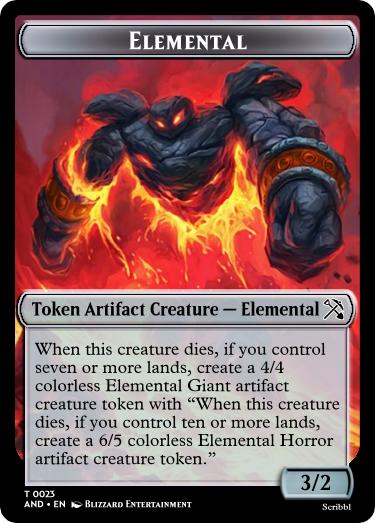 Elemental
Token Artifact Creature — Elemental
When this creature dies, if you control
seven or more lands, create a 4/4
colorless Elemental Giant artifact
creature token with “When this creature
dies, if you control ten or more lands,
create a 6/5 colorless Elemental Horror
artifact creature token.”
3/2
T 0023
AND • EN Blizzard Entertainment
Scribbl